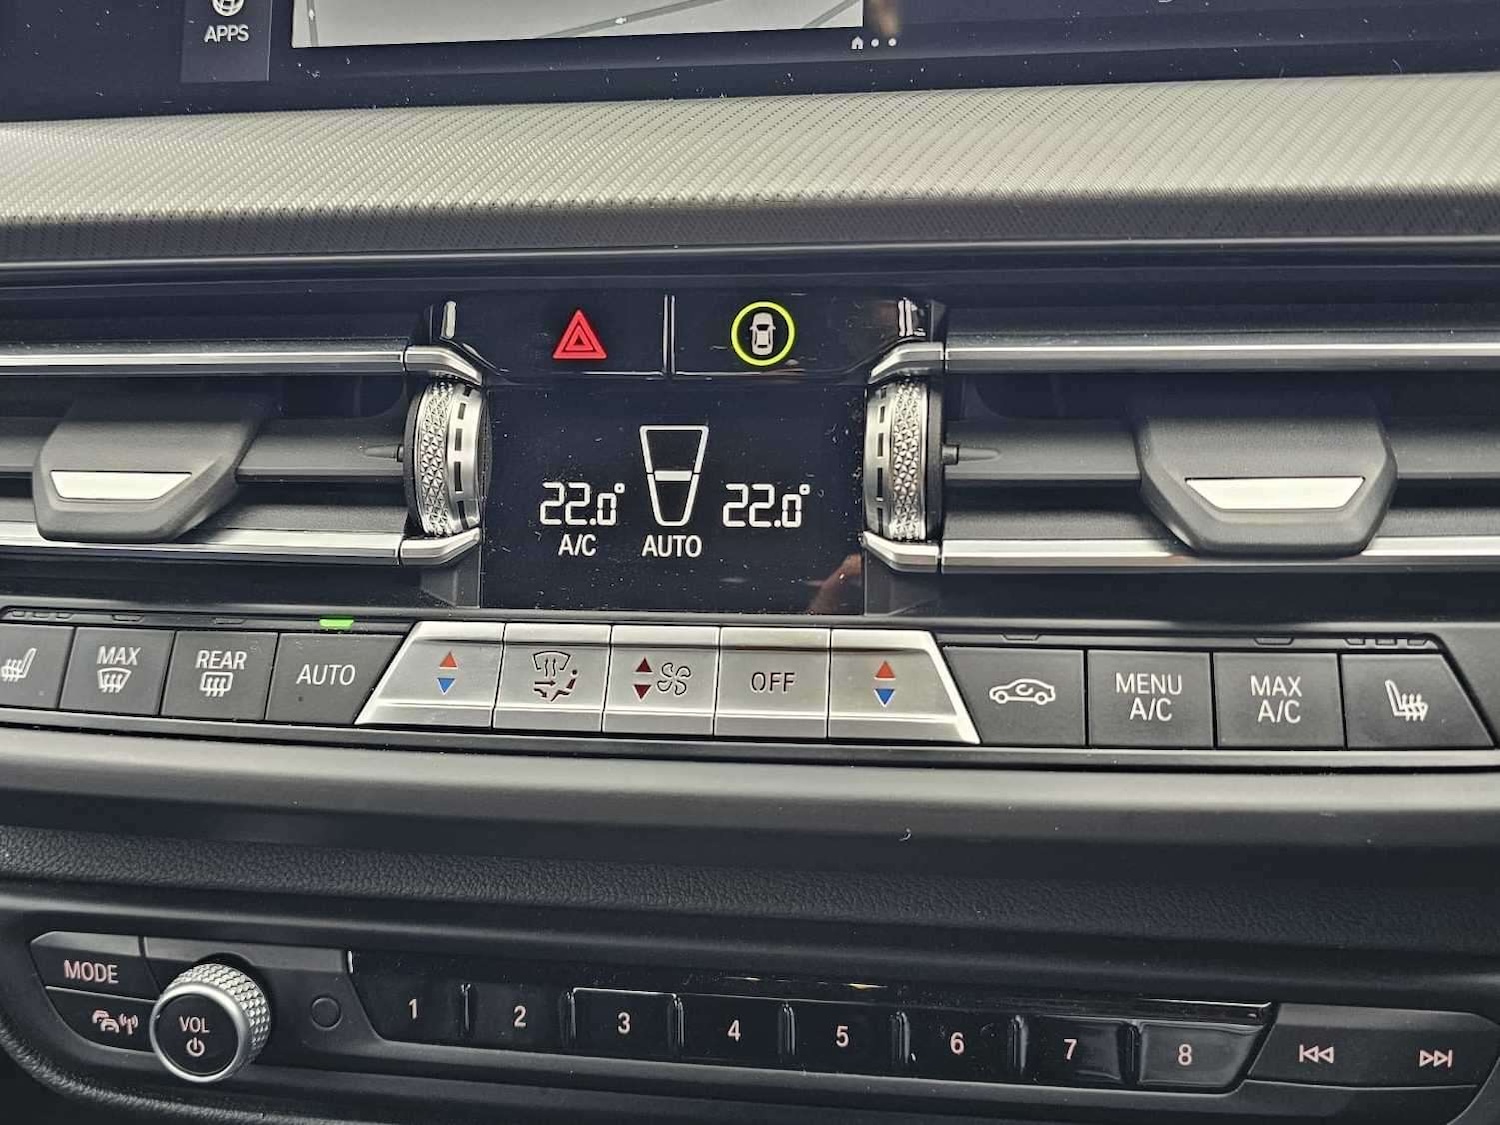 APPS
22.0°
22.0°
A/C
AUTO
MAX
REAR
AUTO
OFF
MENU
A/C
MAX
A/C
MODE
VOL
1
2
3
4
5
6
7
8